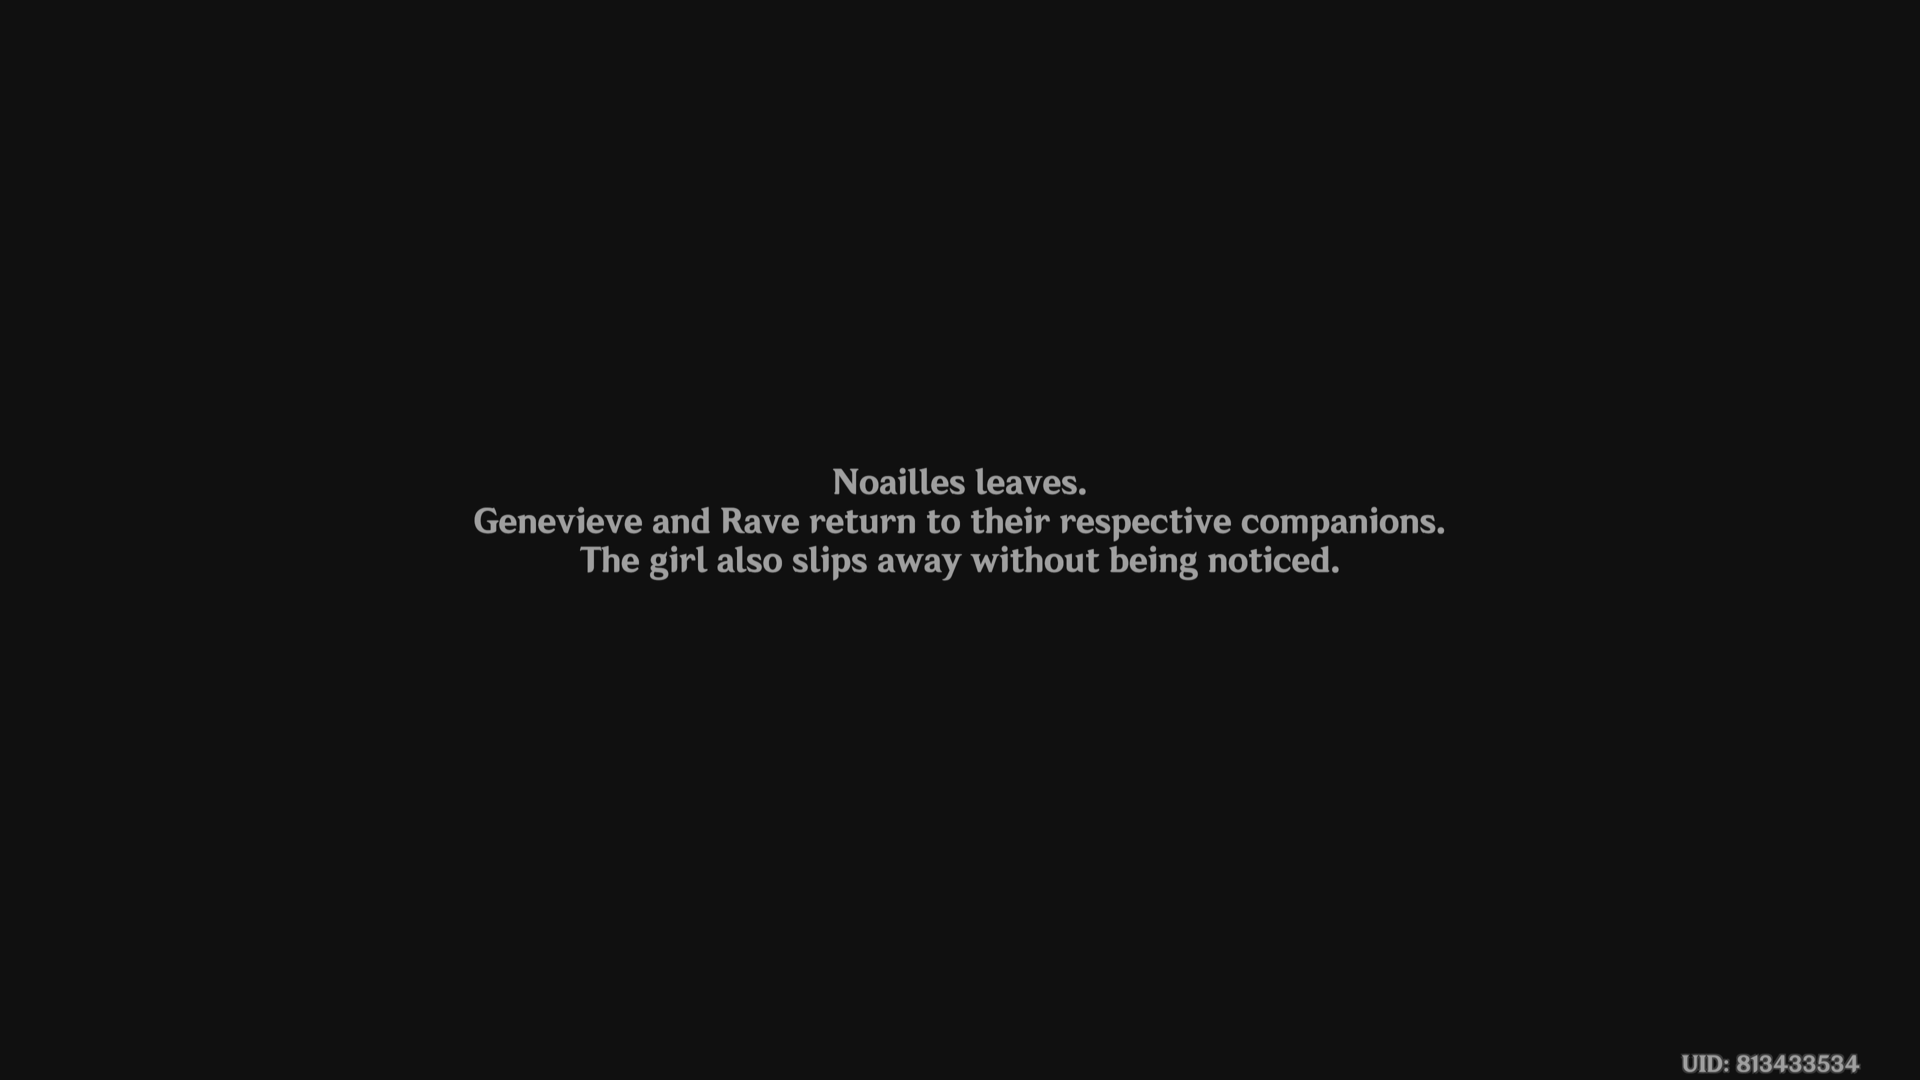 Noailles leaves.
Genevieve and Rave return to their respective companions.
The girl also slips away without being noticed.
UID: 813433534